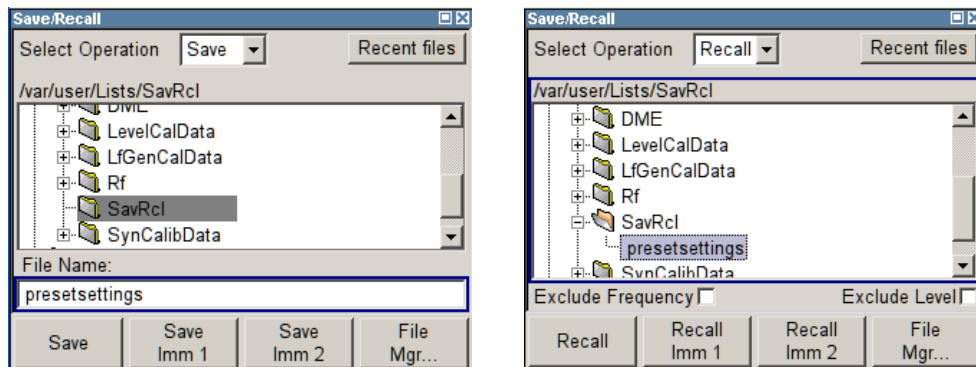 Save/Recall
Select Operation Save Recent files
/var/user/Lists/SavRcl
DME
LevelCalData
LfGenCalData
Rf
SavRcl
SynCalibData
File Name:
presetsettings
Save
Save Imm 1
Save Imm 2
File Mgr...
Save/Recall
Select Operation Recall Recent files
/var/user/Lists/SavRcl
DME
LevelCalData
LfGenCalData
Rf
SavRcl
presetsettings
SynCalibData
Exclude Frequency Exclude Level
Recall
Recall Imm 1
Recall Imm 2
File Mgr...